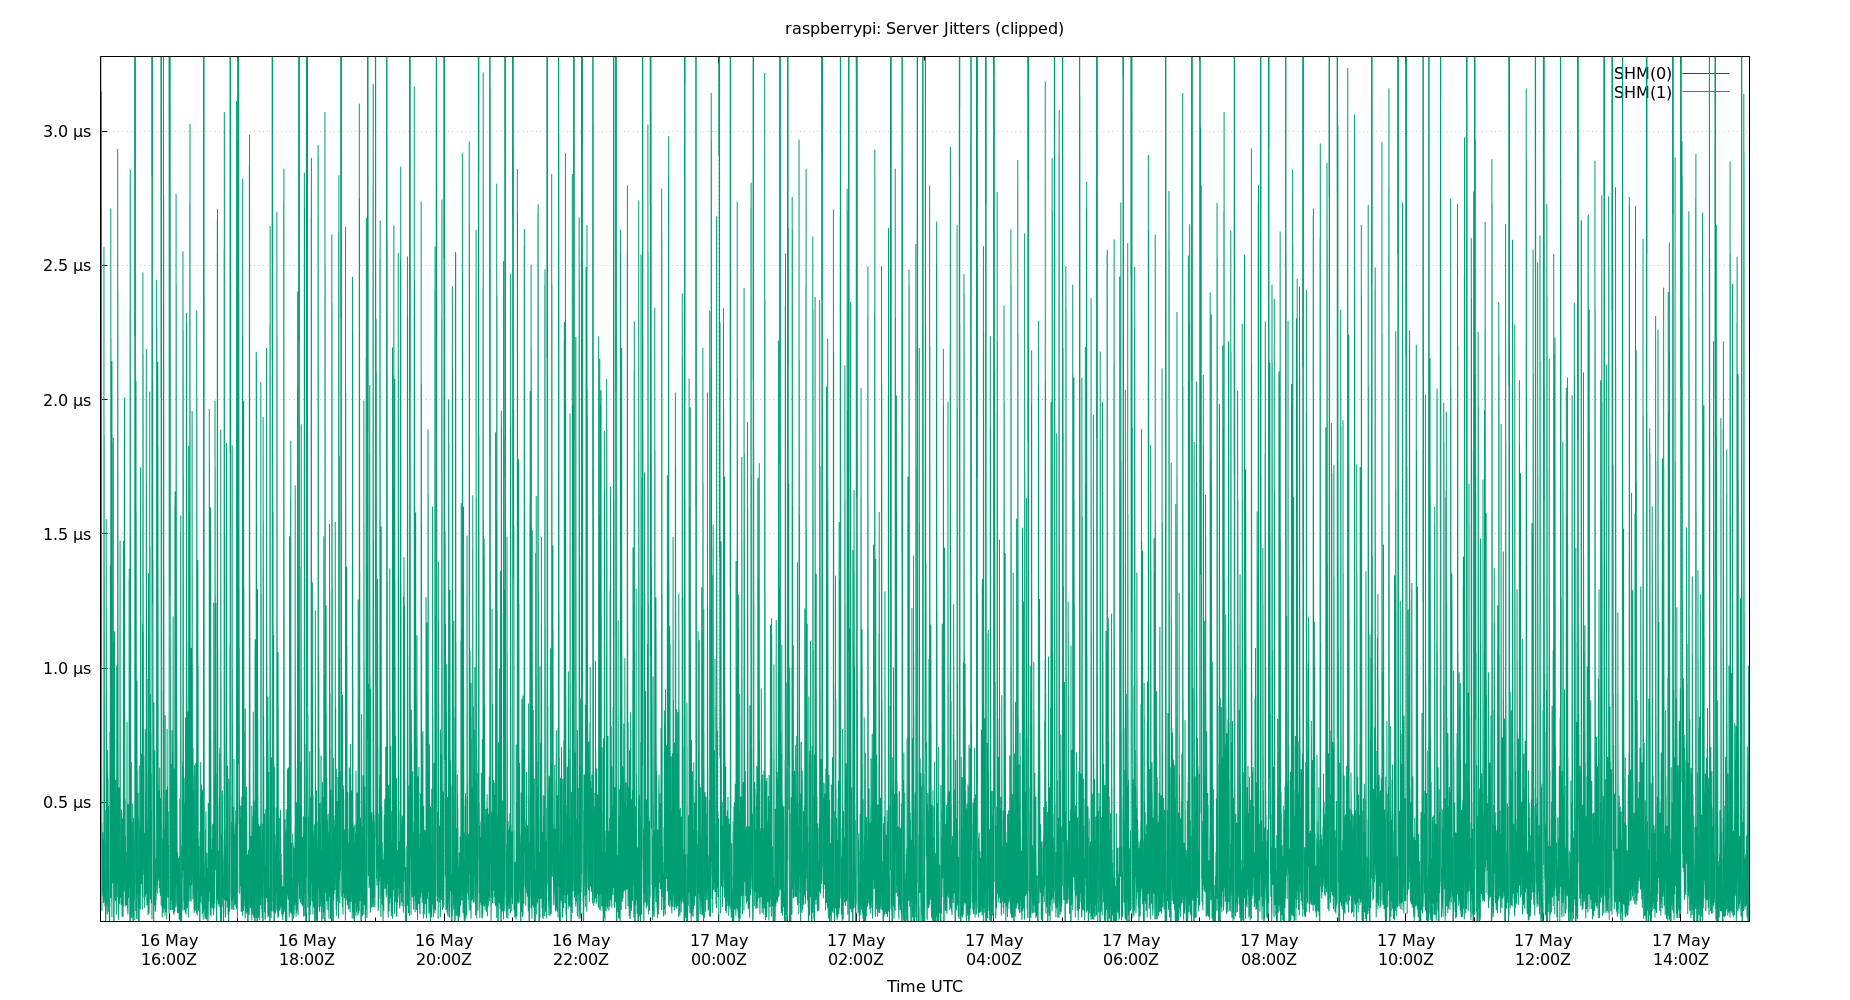 raspberrypi: Server Jitters (clipped)
SHM(0)
SHM(1)
3.0 µs
2.5 µs
2.0 µs
1.5 µs
1.0 µs
0.5 µs
16 May 16 May 16 May 16 May 17 May 17 May 17 May 17 May 17 May 17 May 17 May 17 May
16:00Z 18:00Z 20:00Z 22:00Z 00:00Z 02:00Z 04:00Z 06:00Z 08:00Z 10:00Z 12:00Z 14:00Z
Time UTC